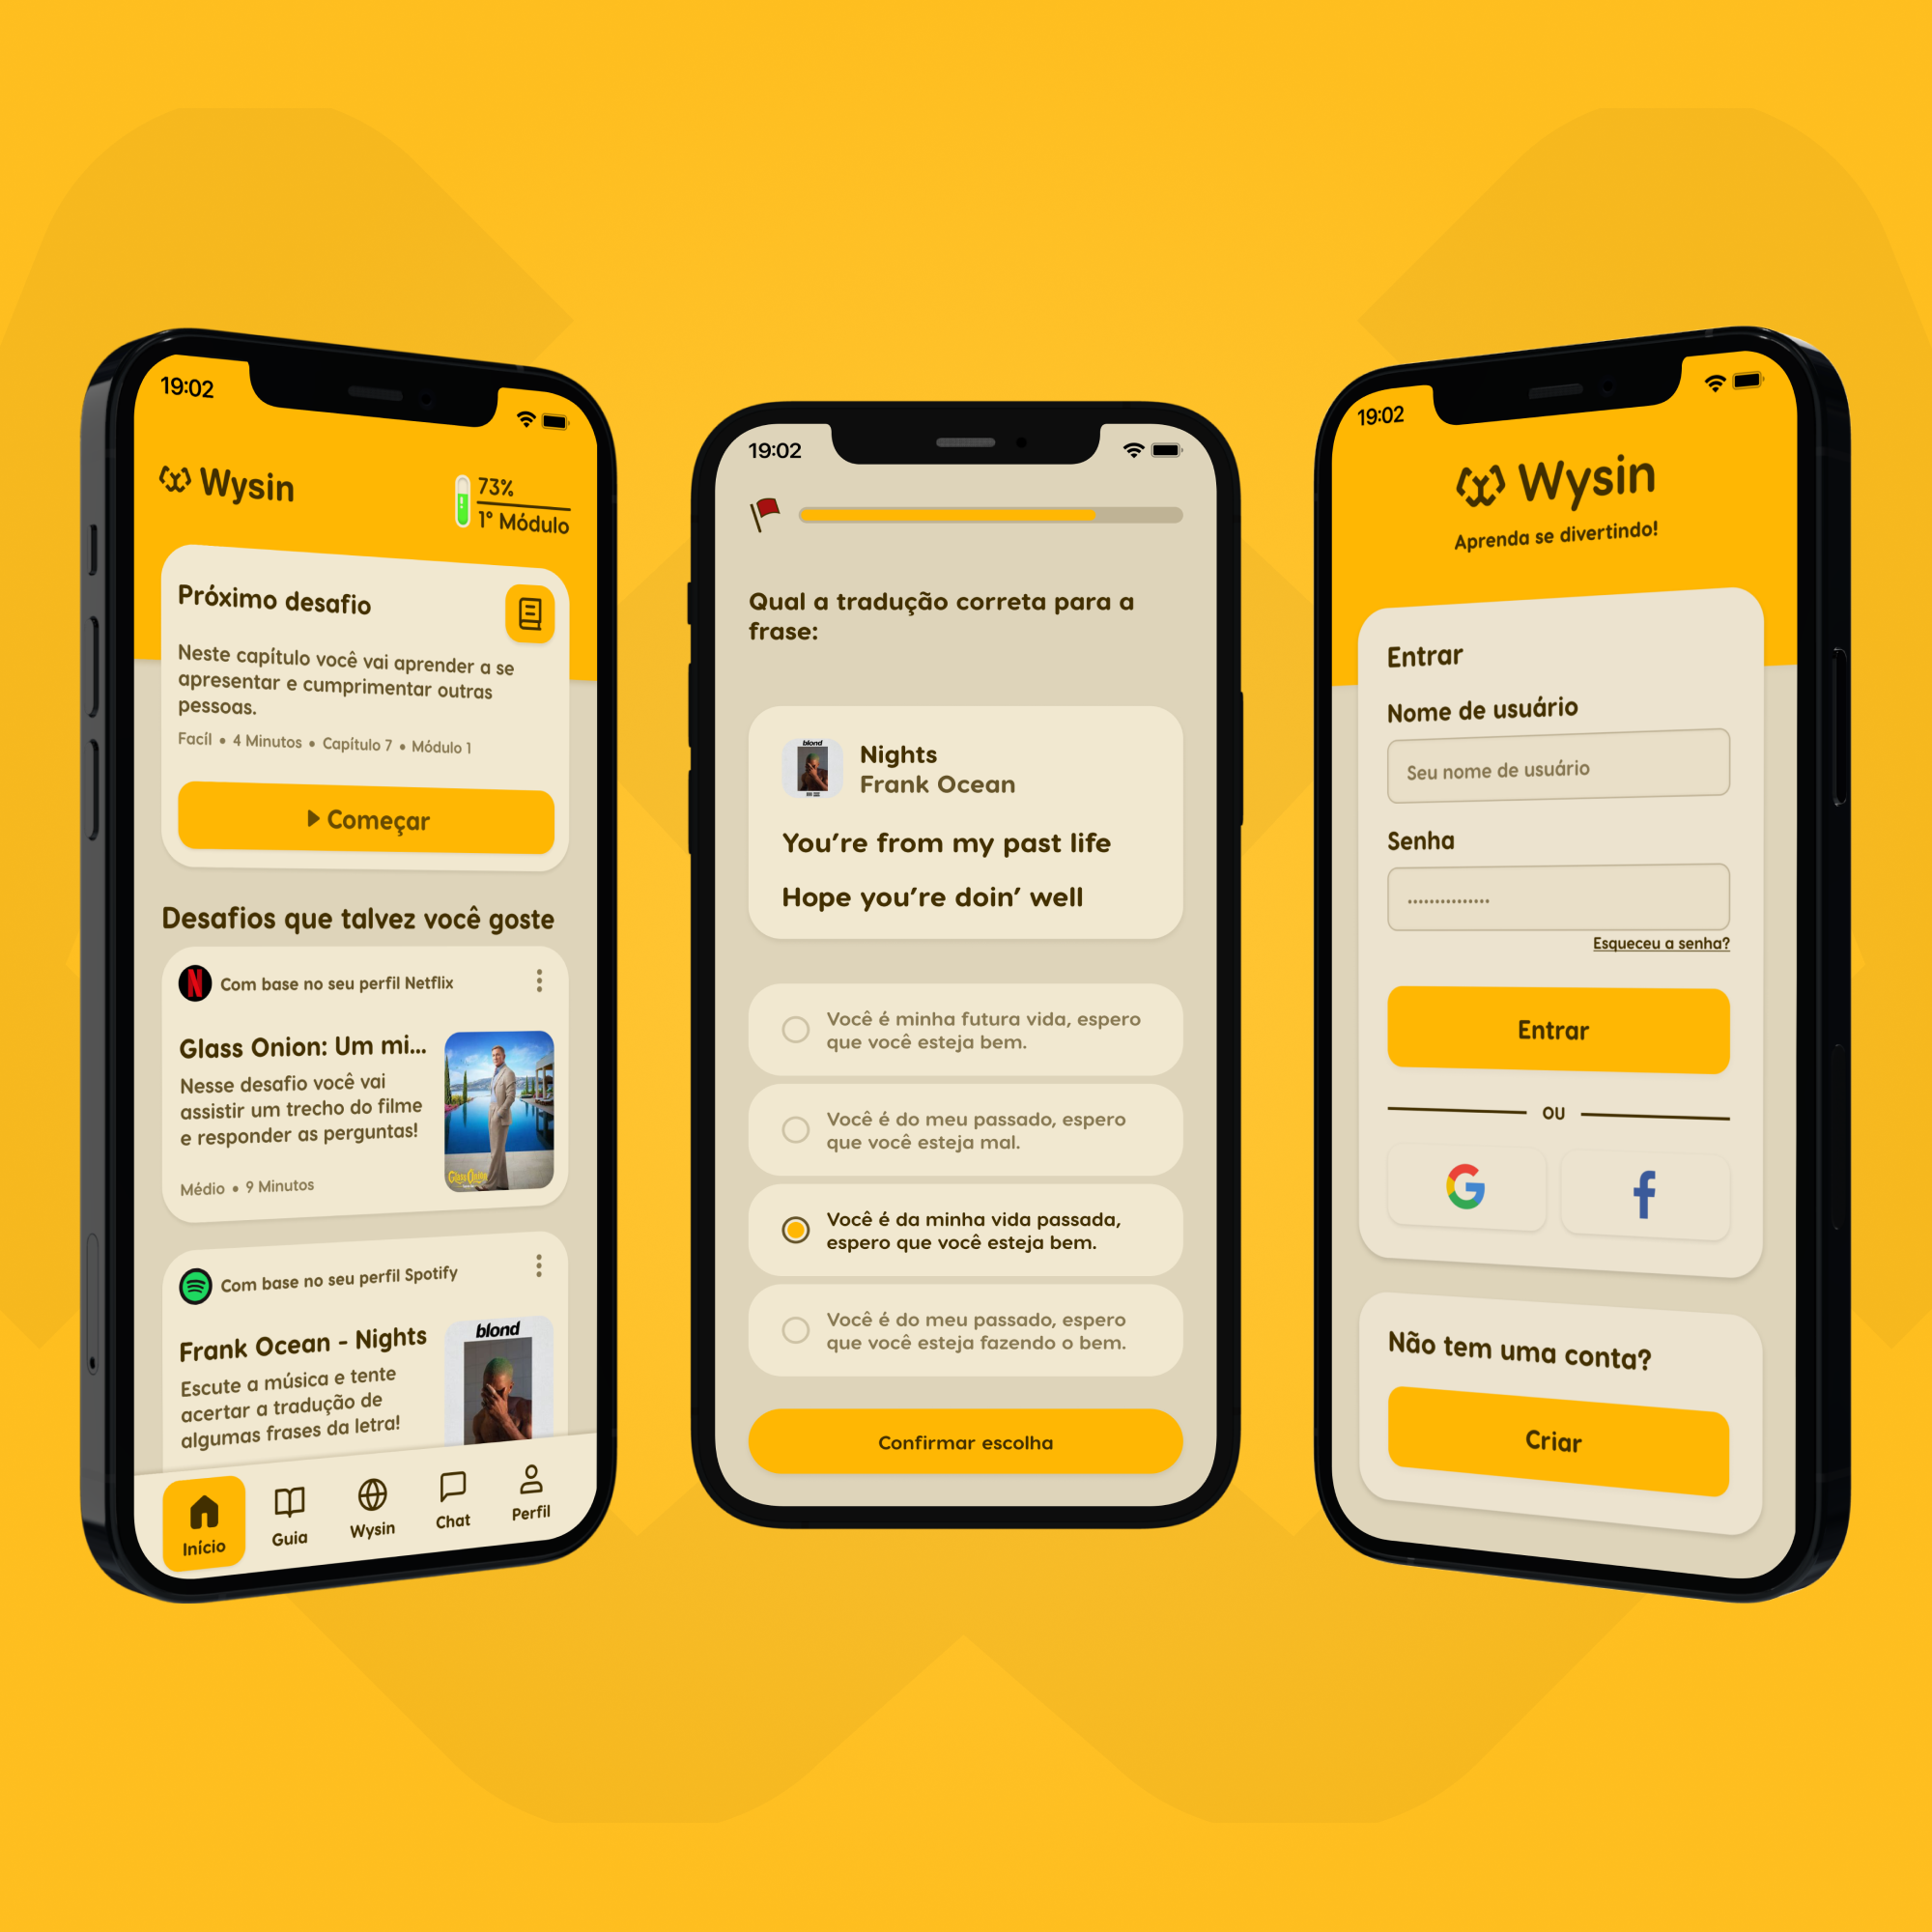 19:02
Wysin
73%
1° Módulo
Próximo desafio
Neste capítulo você vai aprender a se
apresentar e cumprimentar outras
pessoas.
Facíl • 4 Minutos • Capítulo 7 • Módulo 1
Começar
Desafios que talvez você goste
Com base no seu perfil Netflix
Glass Onion: Um mi...
Nesse desafio você vai
assistir um trecho do filme
e responder as perguntas!
Glass Onion
Médio • 9 Minutos
Com base no seu perfil Spotify
Frank Ocean - Nights
blond
Escute a música e tente
acertar a tradução de
algumas frases da letra!
Início
Guia
Wysin
Chat
Perfil
19:02
Qual a tradução correta para a
frase:
blond
Nights
Frank Ocean
You’re from my past life
Hope you’re doin’ well
Você é minha futura vida, espero
que você esteja bem.
Você é do meu passado, espero
que você esteja mal.
Você é da minha vida passada,
espero que você esteja bem.
Você é do meu passado, espero
que você esteja fazendo o bem.
Confirmar escolha
19:02
Wysin
Aprenda se divertindo!
Entrar
Nome de usuário
Seu nome de usuário
Senha
Esqueceu a senha?
Entrar
OU
Não tem uma conta?
Criar